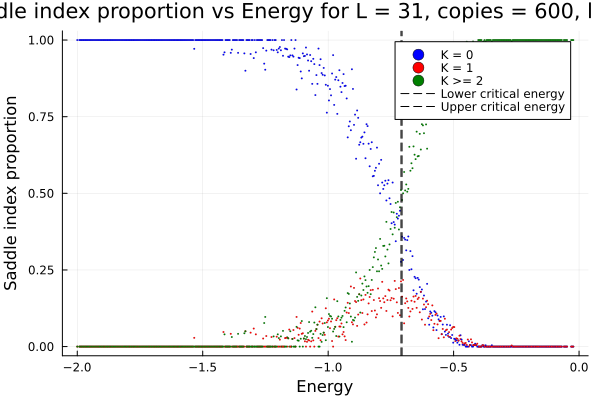 dle index proportion vs Energy for L = 31, copies = 600,
1.00
0.75
0.50
0.25
0.00
Saddle index proportion
K = 0
K = 1
K >= 2
Lower critical energy
Upper critical energy
−2.0 −1.5 −1.0 −0.5 0.0
Energy